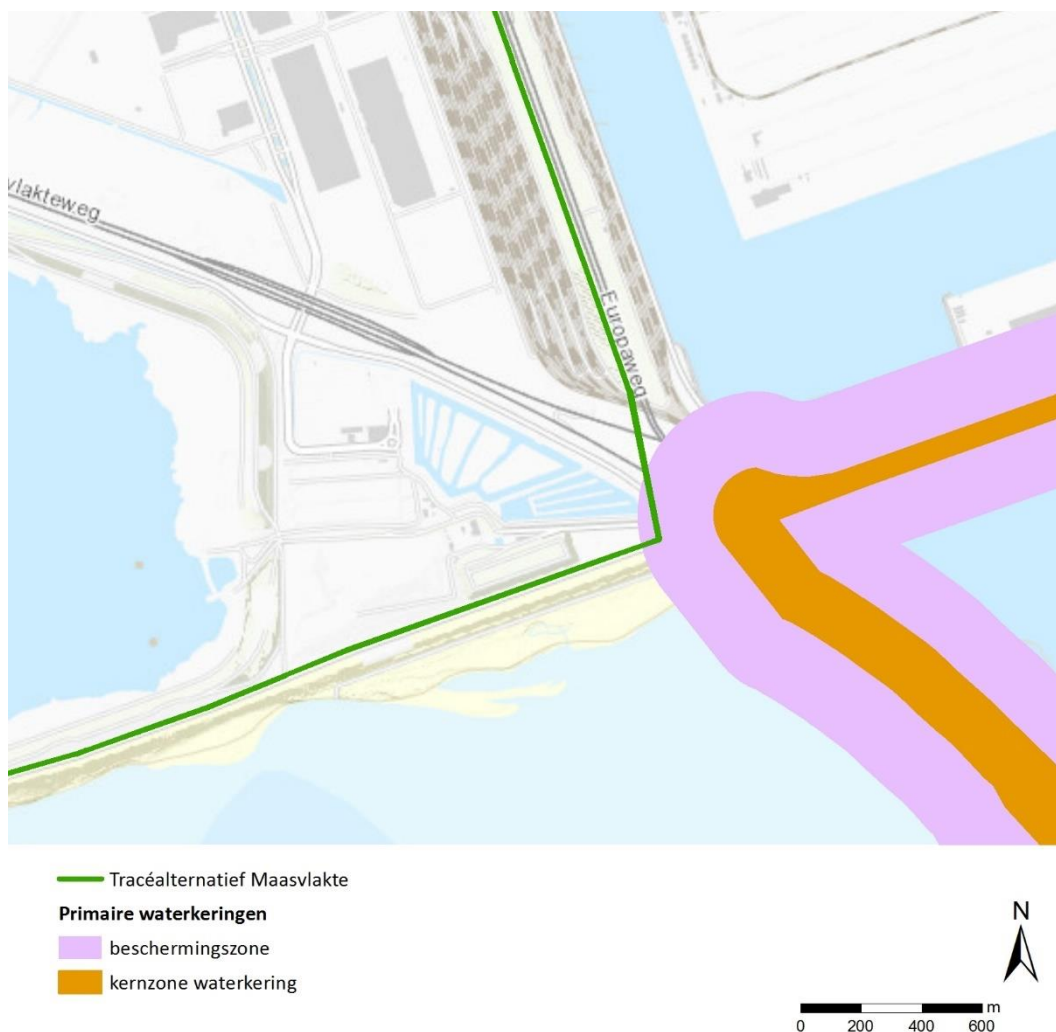 vlakteweg
Europaweg
Tracéalternatief Maasvlakte
Primaire waterkeringen
beschermingszone
kernzone waterkering
N
m
0 200 400 600